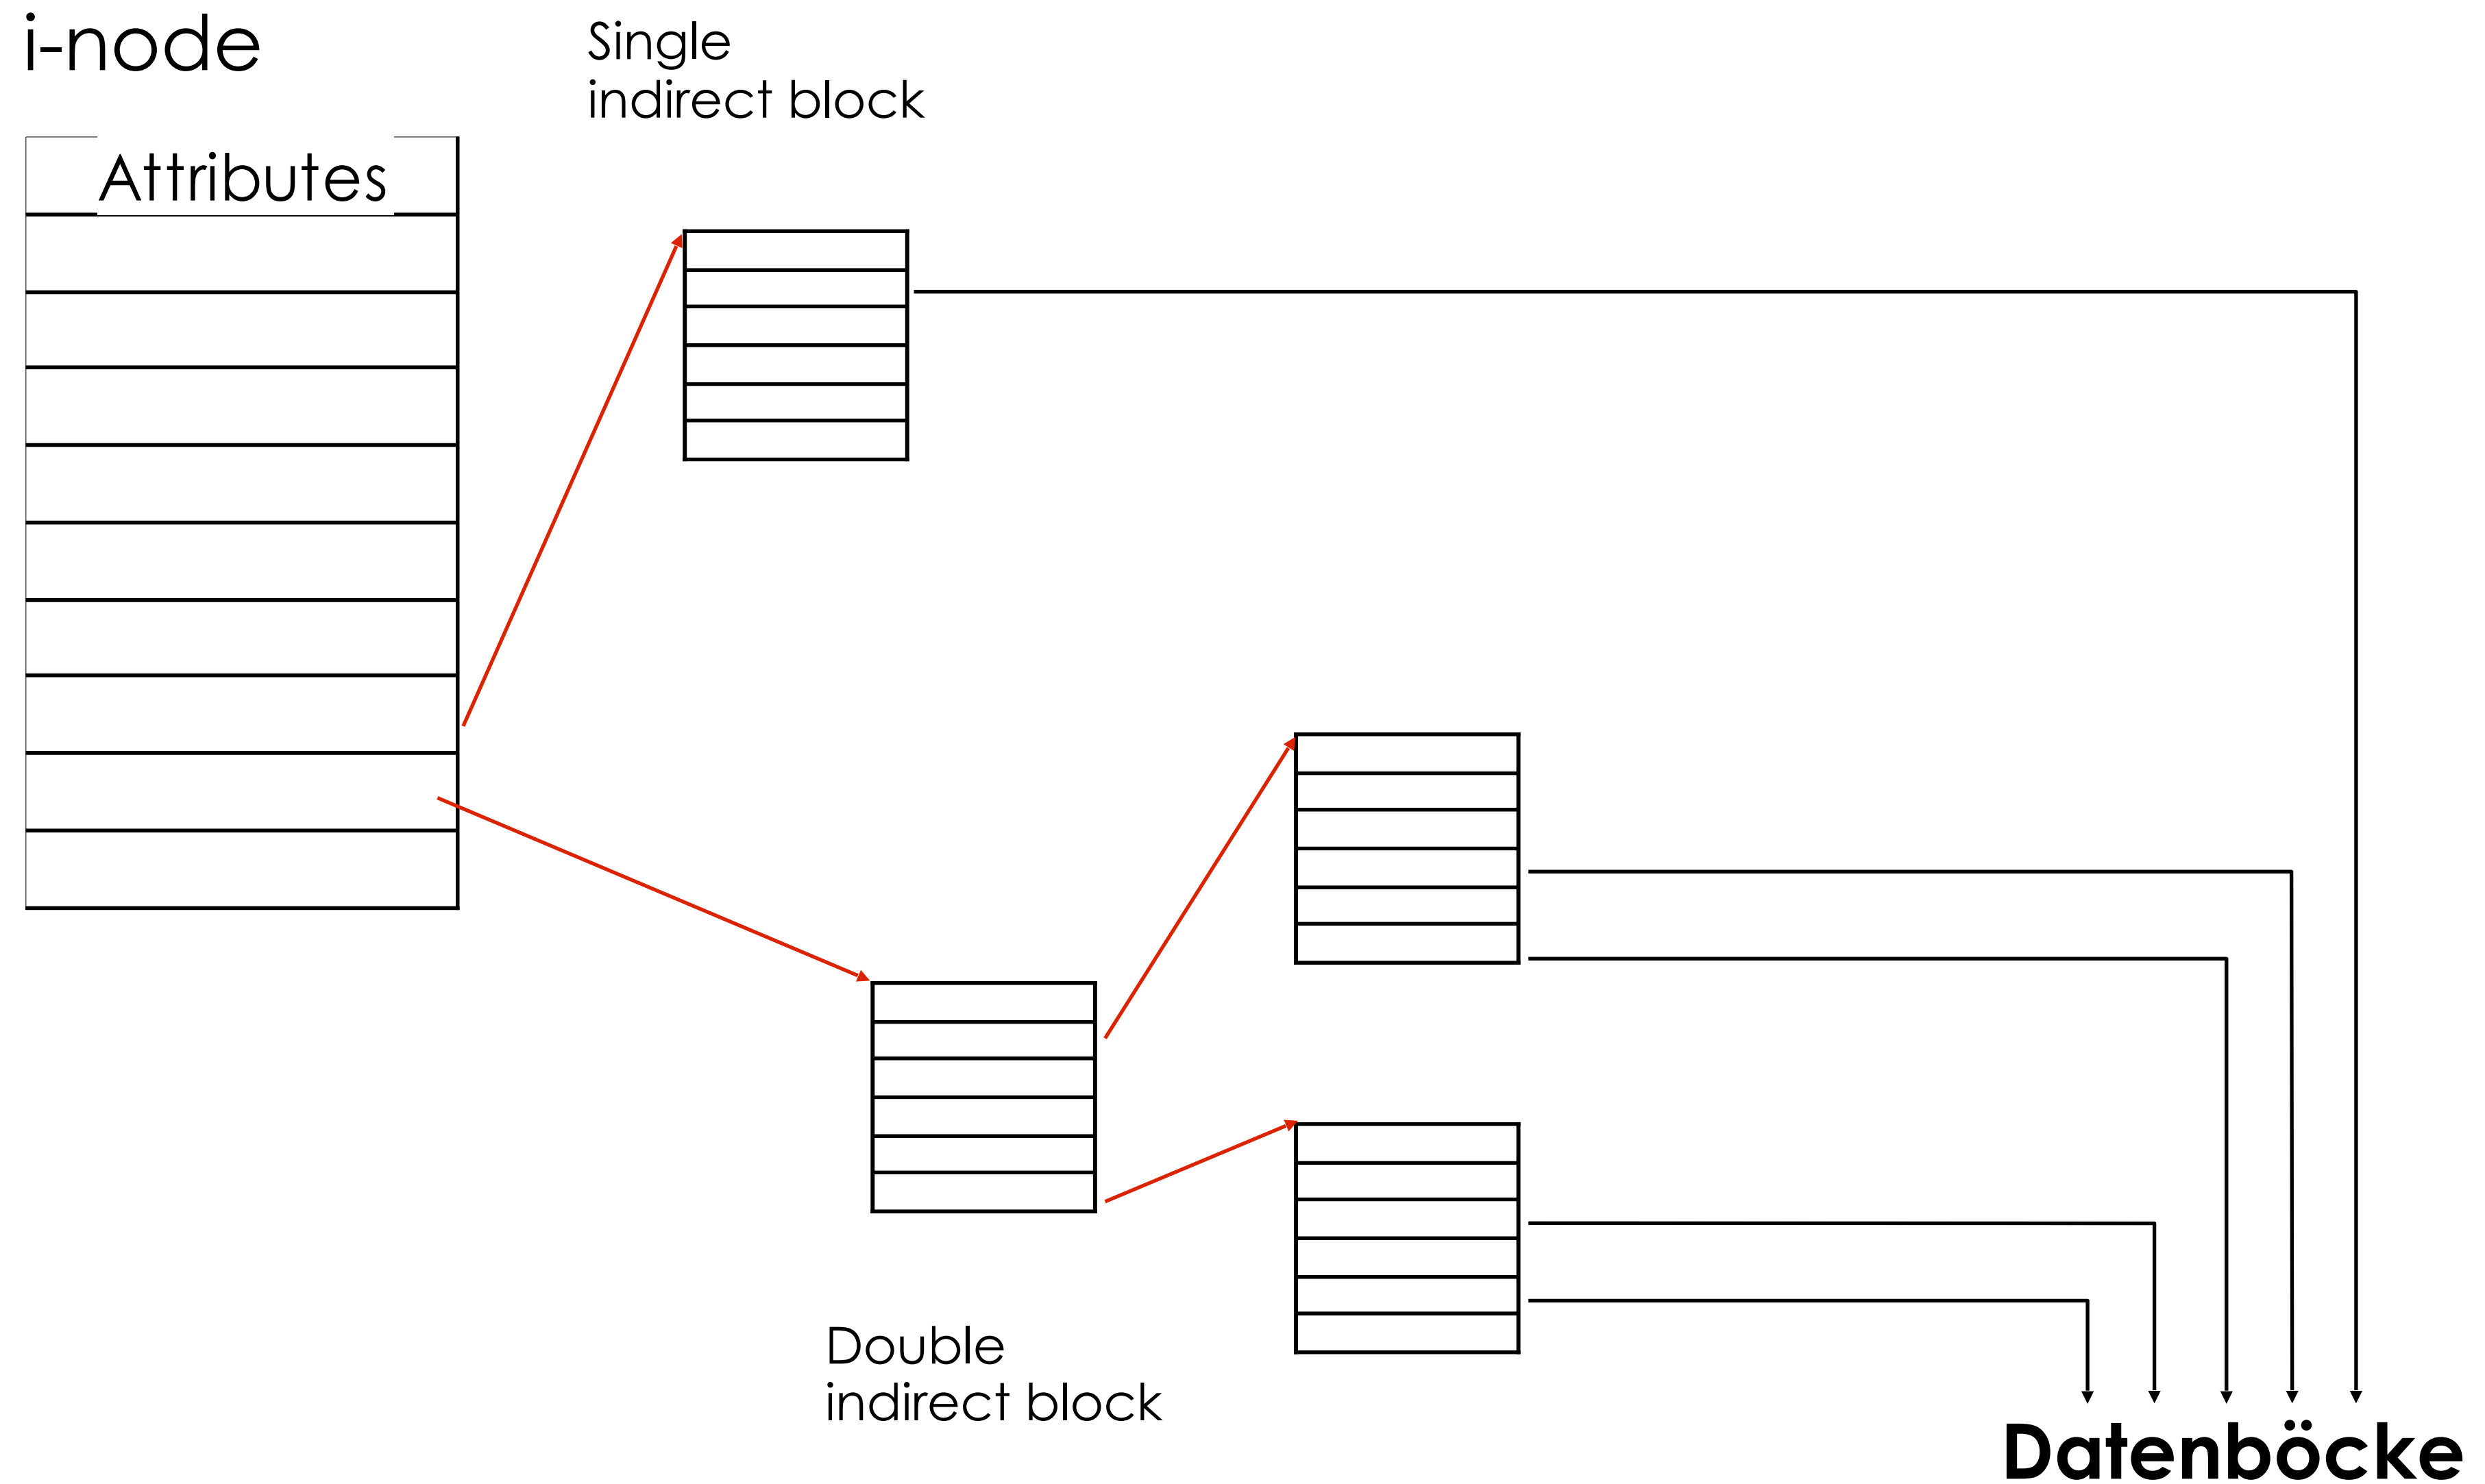 i-node
Single
indirect block
Attributes
Double
indirect block
Datenböcke